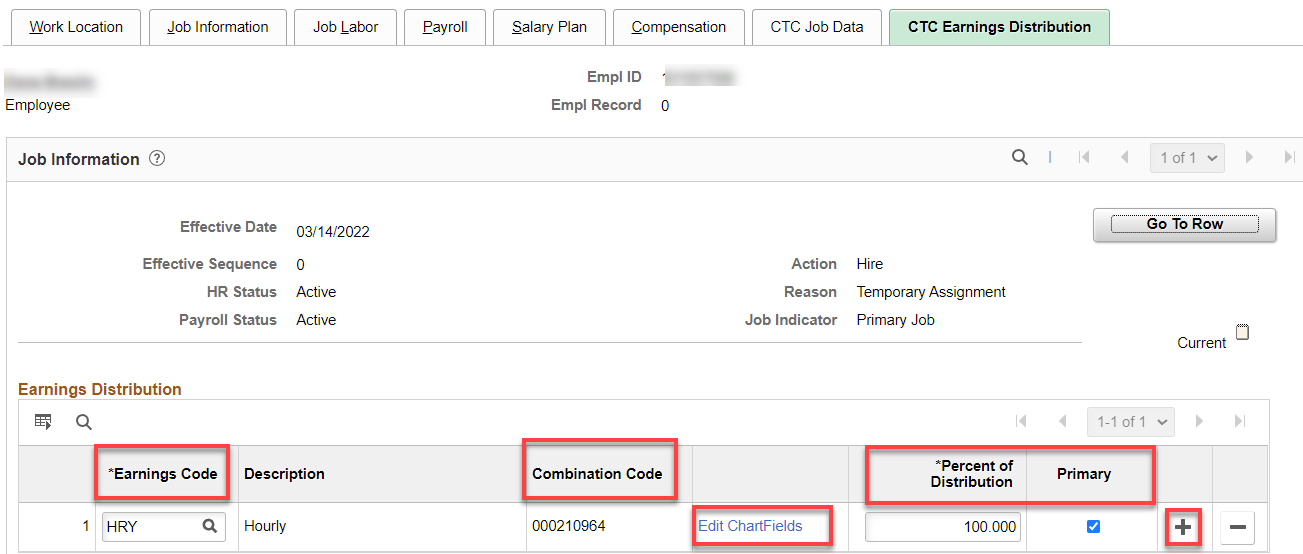 Work Location Job Information Job Labor Payroll Salary Plan Compensation CTC Job Data CTC Earnings Distribution
Empl ID
Employee Empl Record 0
Job Information ? 1 of 1
Go To Row
Effective Date 03/14/2022
Effective Sequence 0 Action Hire
HR Status Active Reason Temporary Assignment
Payroll Status Active Job Indicator Primary Job
Current
Earnings Distribution
1-1 of 1
*Earnings Code Description Combination Code *Percent of Distribution Primary
1 HRY Hourly 000210964 Edit ChartFields 100.000